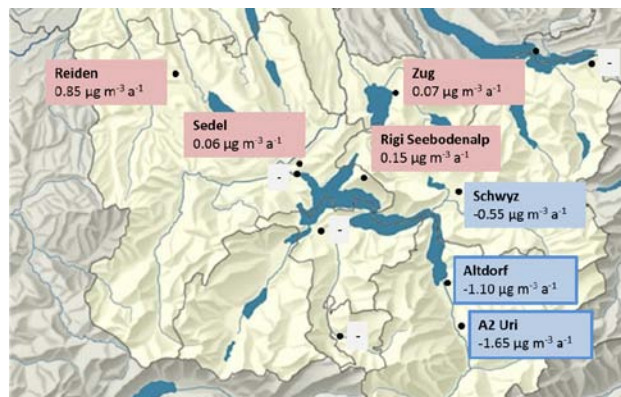 Reiden
0.85 µg m⁻³ a⁻¹
Zug
0.07 µg m⁻³ a⁻¹
-
Sedel
0.06 µg m⁻³ a⁻¹
Rigi Seebodenalp
0.15 µg m⁻³ a⁻¹
-
Schwyz
-0.55 µg m⁻³ a⁻¹
-
Altdorf
-1.10 µg m⁻³ a⁻¹
A2 Uri
-1.65 µg m⁻³ a⁻¹
-